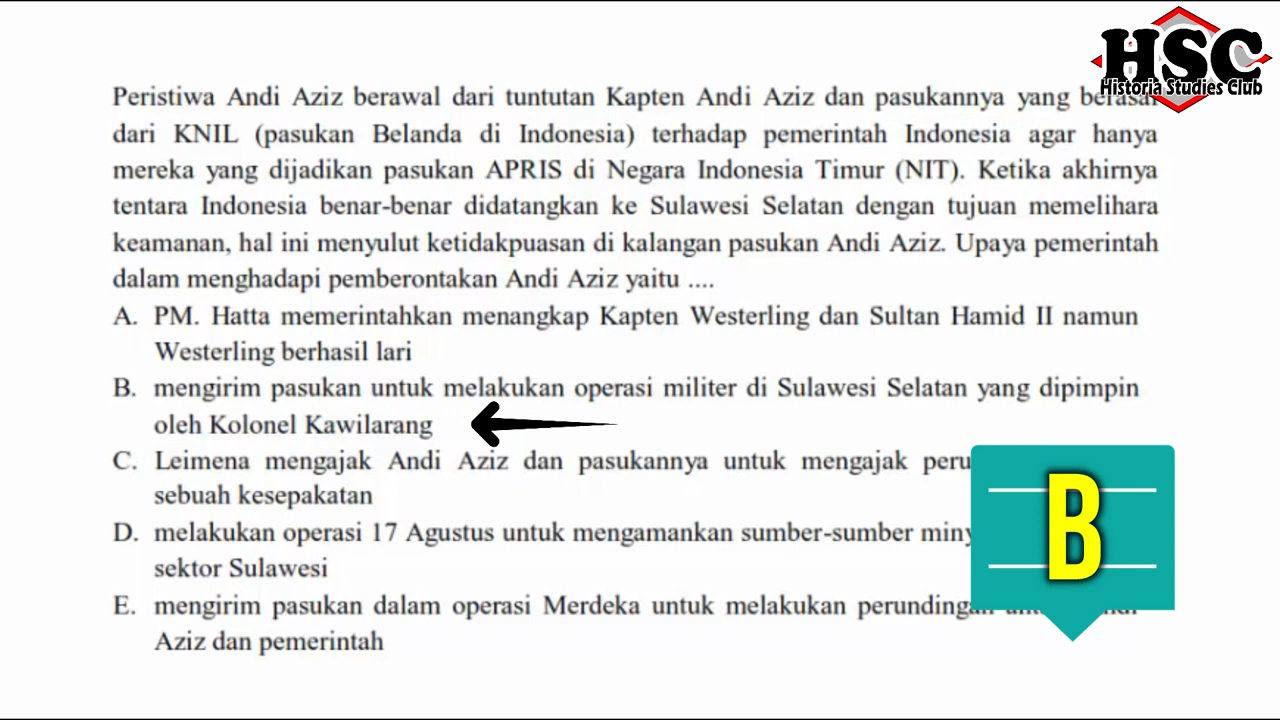 HSC
Historia Studies Club
Peristiwa Andi Aziz berawal dari tuntutan Kapten Andi Aziz dan pasukannya yang berasal
dari KNIL (pasukan Belanda di Indonesia) terhadap pemerintah Indonesia agar hanya
mereka yang dijadikan pasukan APRIS di Negara Indonesia Timur (NIT). Ketika akhirnya
tentara Indonesia benar-benar didatangkan ke Sulawesi Selatan dengan tujuan memelihara
keamanan, hal ini menyulut ketidakpuasan di kalangan pasukan Andi Aziz. Upaya pemerintah
dalam menghadapi pemberontakan Andi Aziz yaitu ....
A. PM. Hatta memerintahkan menangkap Kapten Westerling dan Sultan Hamid II namun
Westerling berhasil lari
B. mengirim pasukan untuk melakukan operasi militer di Sulawesi Selatan yang dipimpin
oleh Kolonel Kawilarang
C. Leimena mengajak Andi Aziz dan pasukannya untuk mengajak
sebuah kesepakatan
D. melakukan operasi 17 Agustus untuk mengamankan sumber-sumber
sektor Sulawesi
E. mengirim pasukan dalam operasi Merdeka untuk melakukan perundingan
Aziz dan pemerintah
B